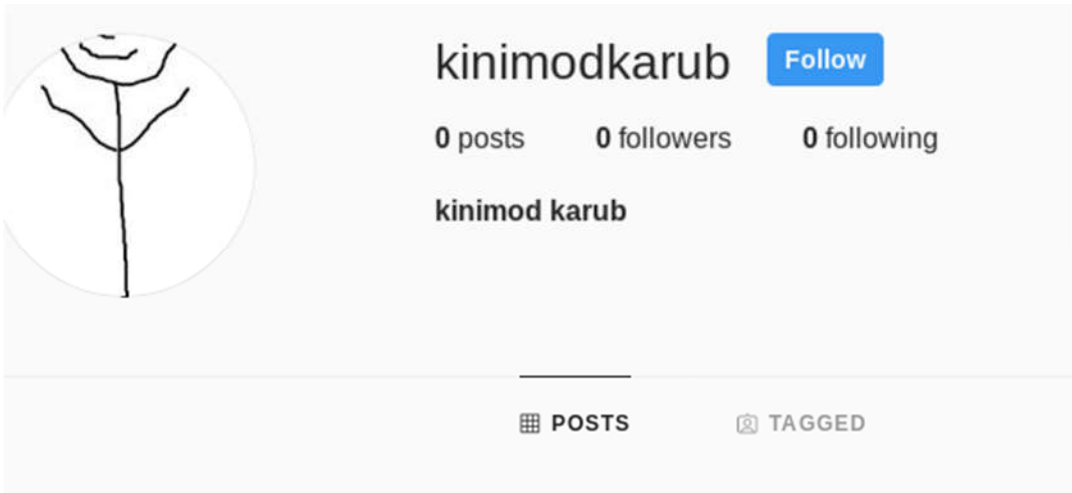 kinimodkarub Follow
0 posts 0 followers 0 following
kinimod karub
POSTS TAGGED